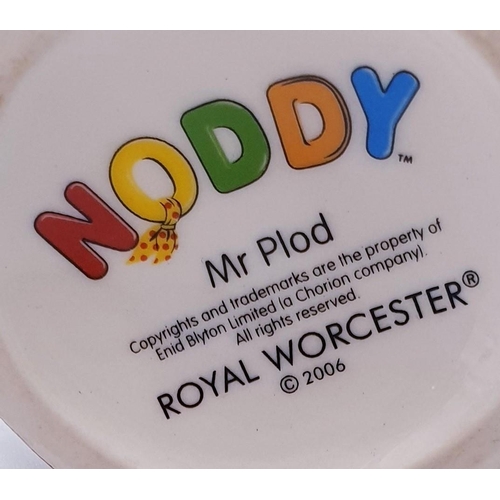 NODDY™
Mr Plod
Copyrights and trademarks are the property of
Enid Blyton Limited (a Chorion company).
All rights reserved.
ROYAL WORCESTER®
© 2006